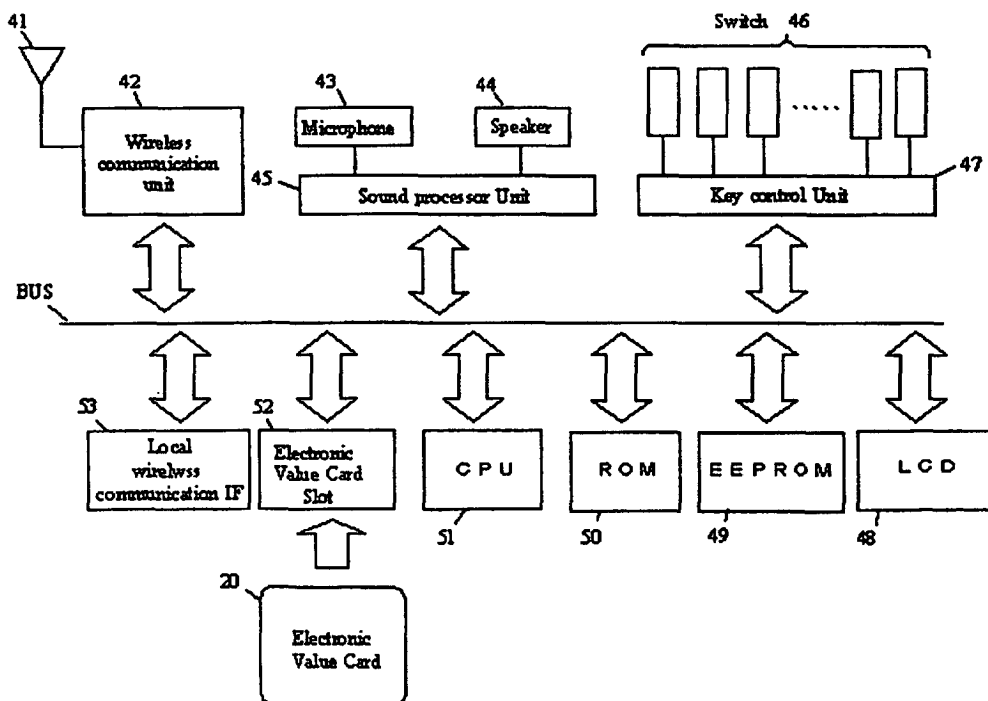 Switch 46
41
42
43
44
Wireless
communication
unit
Microphone
Speaker
45
47
Sound processor Unit
Key control Unit
BUS
53
52
Local
wirelwss
communication IF
Electronic
Value Card
Slot
CPU
ROM
EEPROM
LCD
51
50
49
48
20
Electronic
Value Card